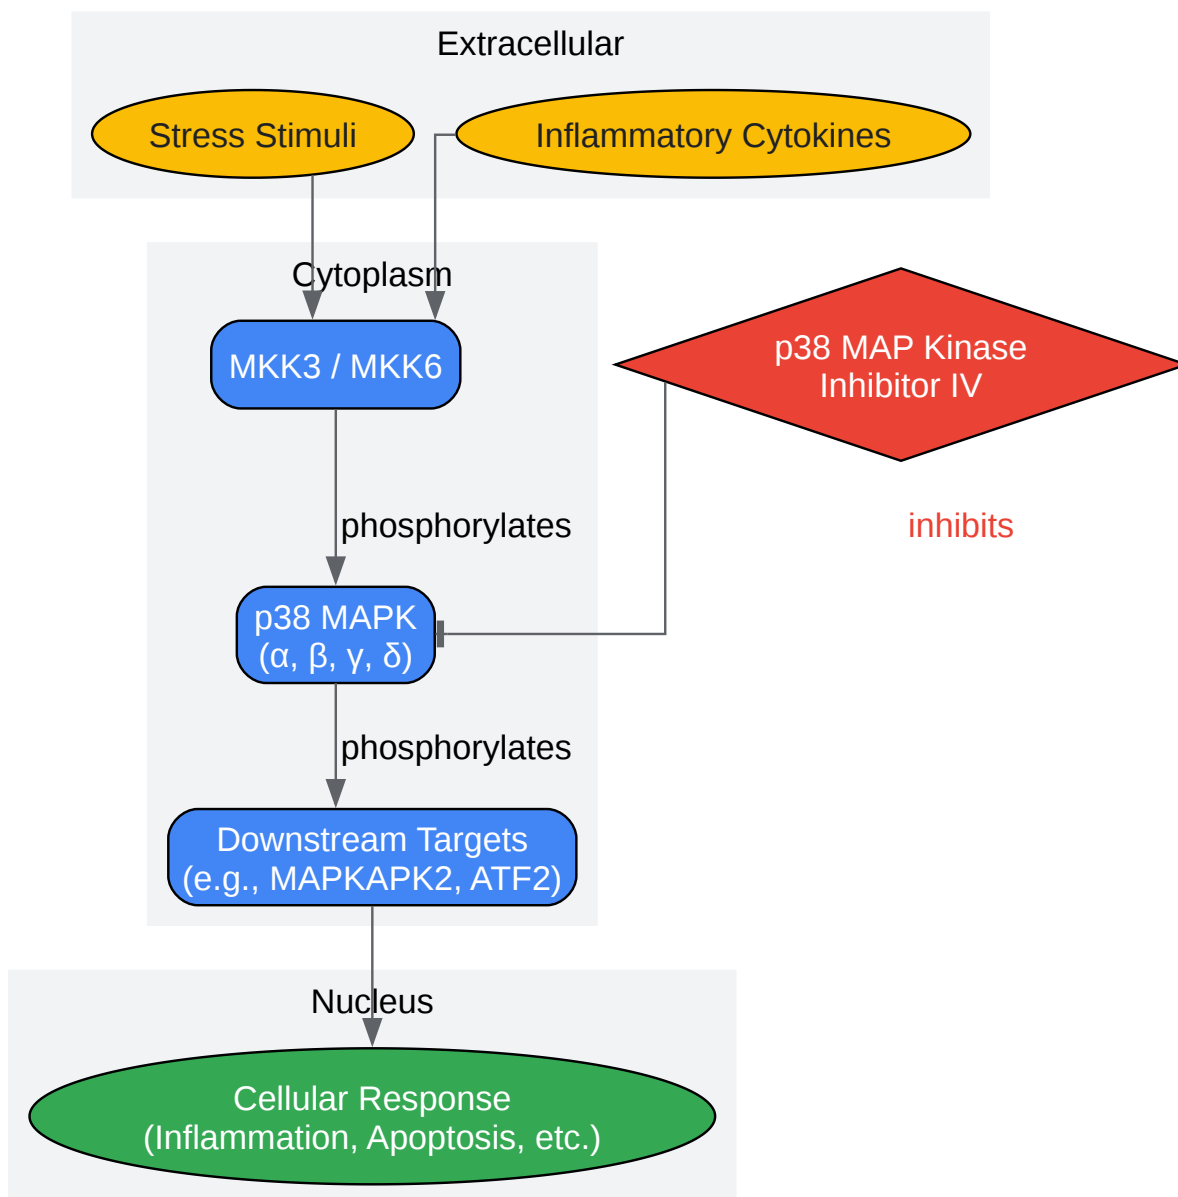 Extracellular
Stress Stimuli
Inflammatory Cytokines
Cytoplasm
MKK3 / MKK6
p38 MAP Kinase
Inhibitor IV
phosphorylates
inhibits
p38 MAPK
(α, β, γ, δ)
phosphorylates
Downstream Targets
(e.g., MAPKAPK2, ATF2)
Nucleus
Cellular Response
(Inflammation, Apoptosis, etc.)